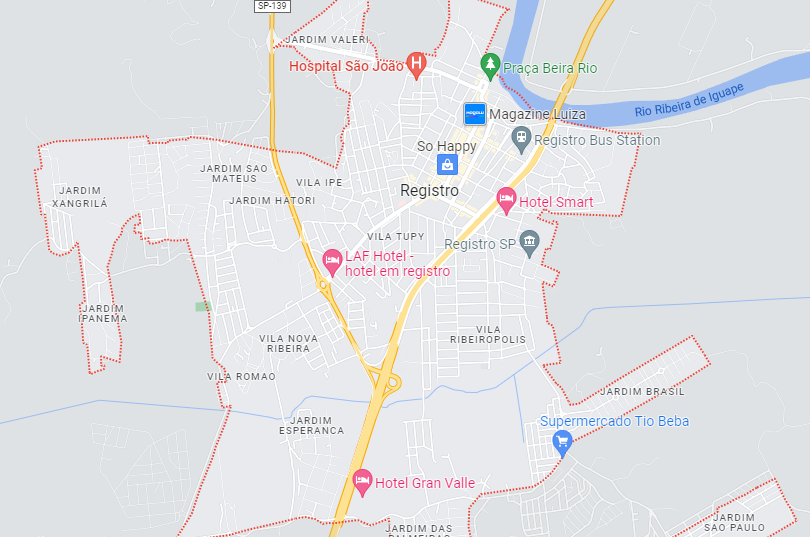 SP-139
JARDIM VALERI
Hospital São João
H
Praça Beira Rio
Rio Ribeira de Iguape
Magazine Luiza
So Happy
Registro Bus Station
JARDIM SAO
MATEUS
VILA IPE
JARDIM
XANGRILÁ
JARDIM HATORI
Registro
Hotel Smart
VILA TUPY
Registro SP
LAF Hotel -
hotel em registro
JARDIM
IPANEMA
VILA NOVA
RIBEIRA
VILA
RIBEIROPOLIS
VILA ROMAO
JARDIM BRASIL
JARDIM
ESPERANCA
Supermercado Tio Beba
Hotel Gran Valle
JARDIM DAS
PALMEIRAS
JARDIM
SAO PAULO